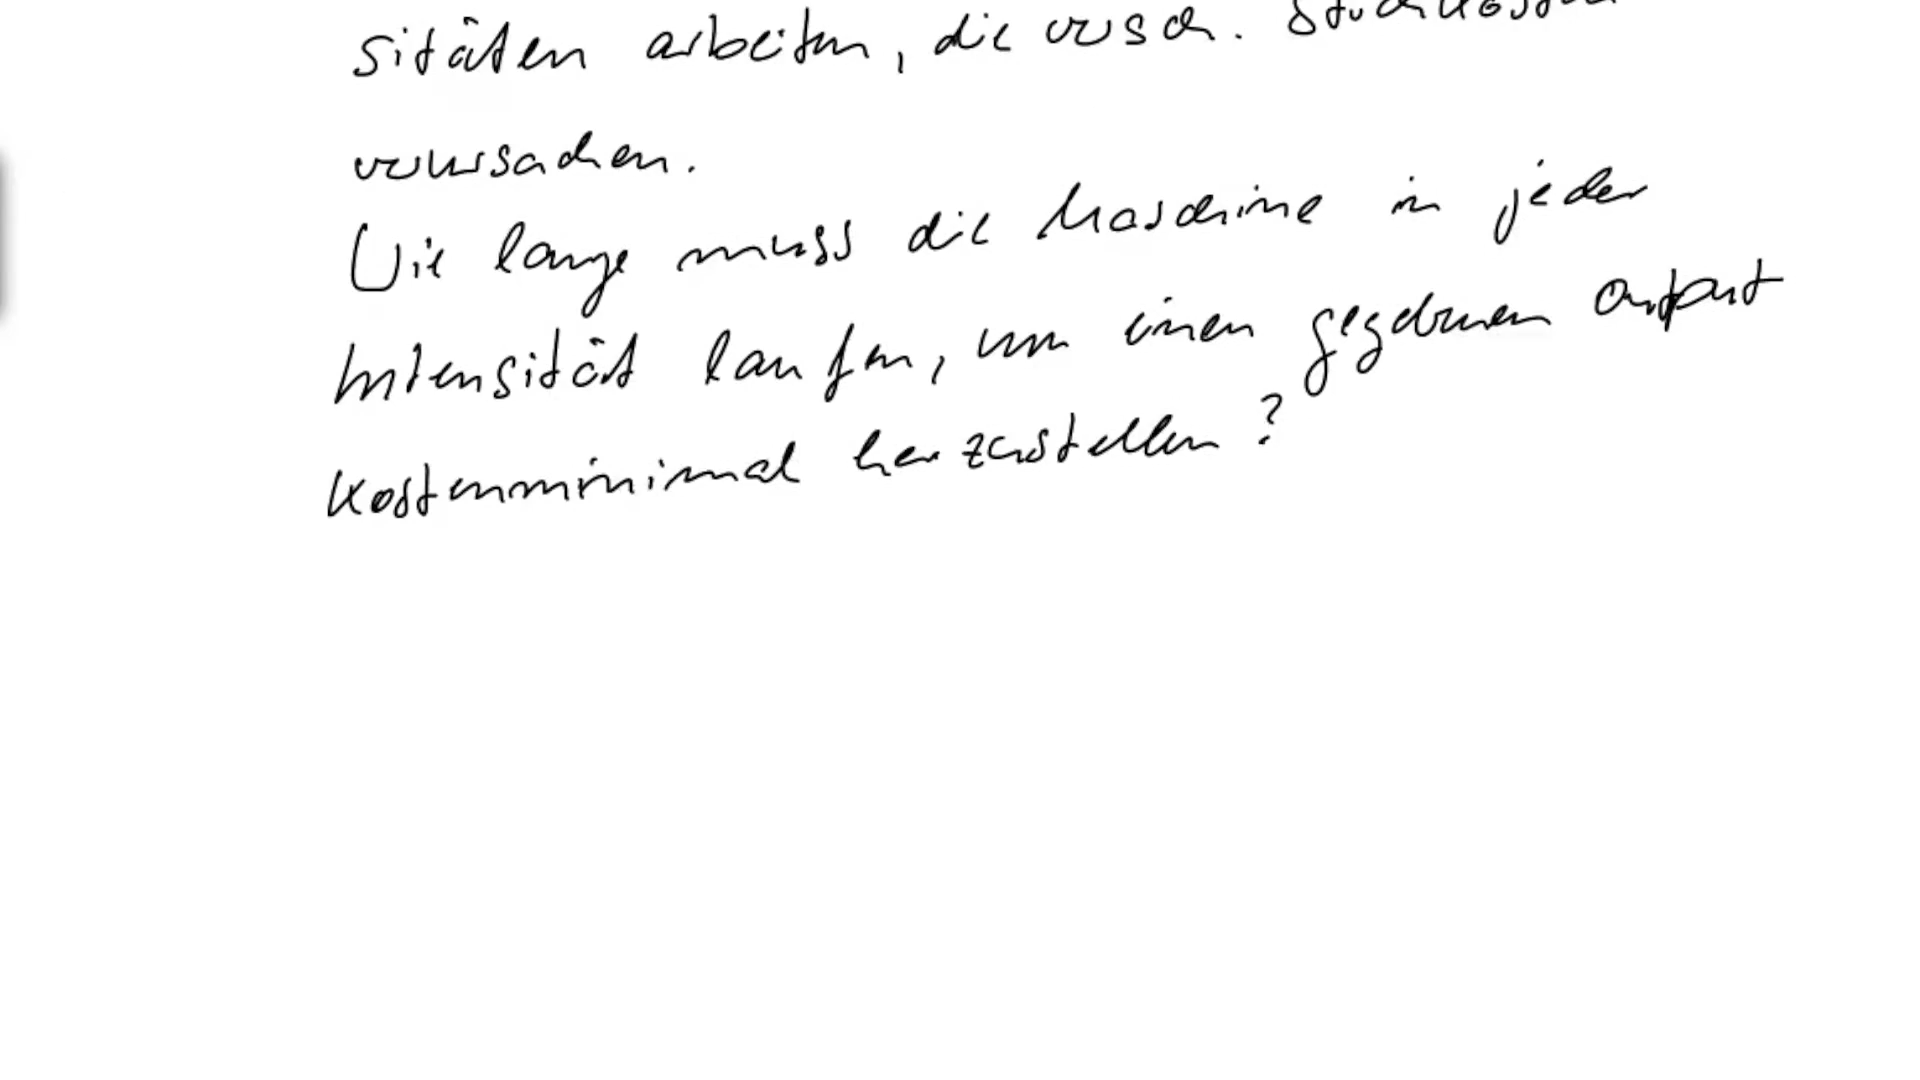 sitäten arbeiten, die versch. Stückkosten
verursachen.
Wie lange muss die Maschine in jeder
Intensität laufen, um einen gegebenen Output
kostenminimal herzustellen?